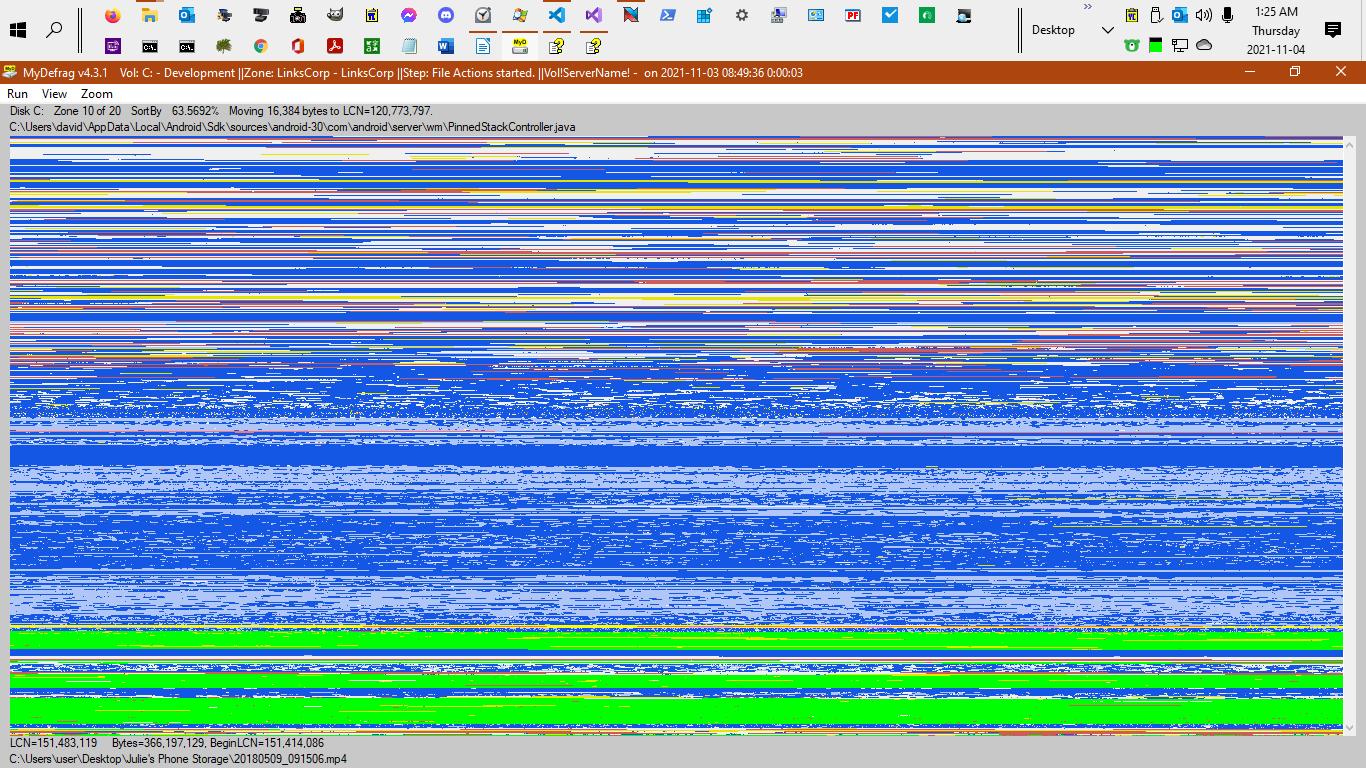 1:25 AM
Desktop
Thursday
2021-11-04
MyDefrag v4.3.1 Vol: C: - Development ||Zone: LinksCorp - LinksCorp ||Step: File Actions started. ||Vol!ServerName! - on 2021-11-03 08:49:36 0:00:03
Run View Zoom
Disk C: Zone 10 of 20 SortBy 63.5692% Moving 16,384 bytes to LCN=120,773,797.
C:\Users\david\AppData\Local\Android\Sdk\sources\android-30\com\android\server\wm\PinnedStackController.java
LCN=151,483,119 Bytes=366,197,129, BeginLCN=151,414,086
C:\Users\user\Desktop\Julie's Phone Storage\20180509_091506.mp4